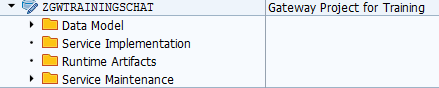 ZGWTRAININGSCHAT Gateway Project for Training
Data Model
Service Implementation
Runtime Artifacts
Service Maintenance